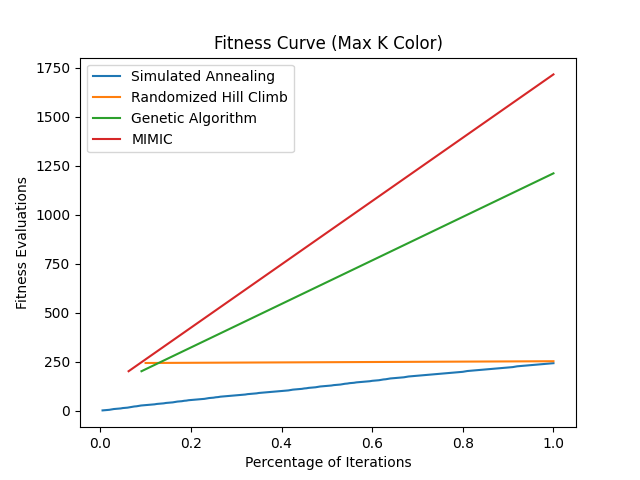 Fitness Curve (Max K Color)
Simulated Annealing
Randomized Hill Climb
Genetic Algorithm
MIMIC
Fitness Evaluations
1750
1500
1250
1000
750
500
250
0
0.0 0.2 0.4 0.6 0.8 1.0
Percentage of Iterations